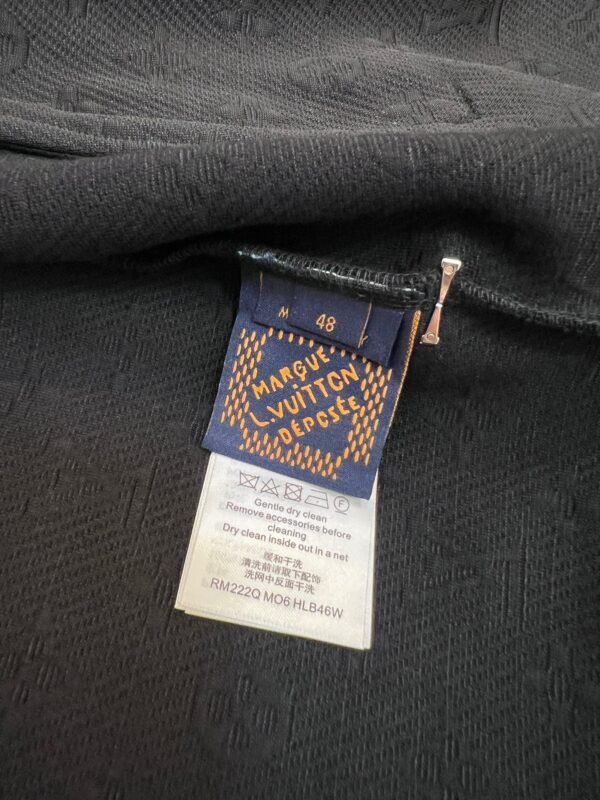 M
48
MARQUE
L.VUITTON
DÉPOSÉE
F
Gentle dry clean
Remove accessories before
cleaning
Dry clean inside out in a net
缓和干洗
清洗前请取下配饰
洗网中反面干洗
RM222Q MO6 HLB46W